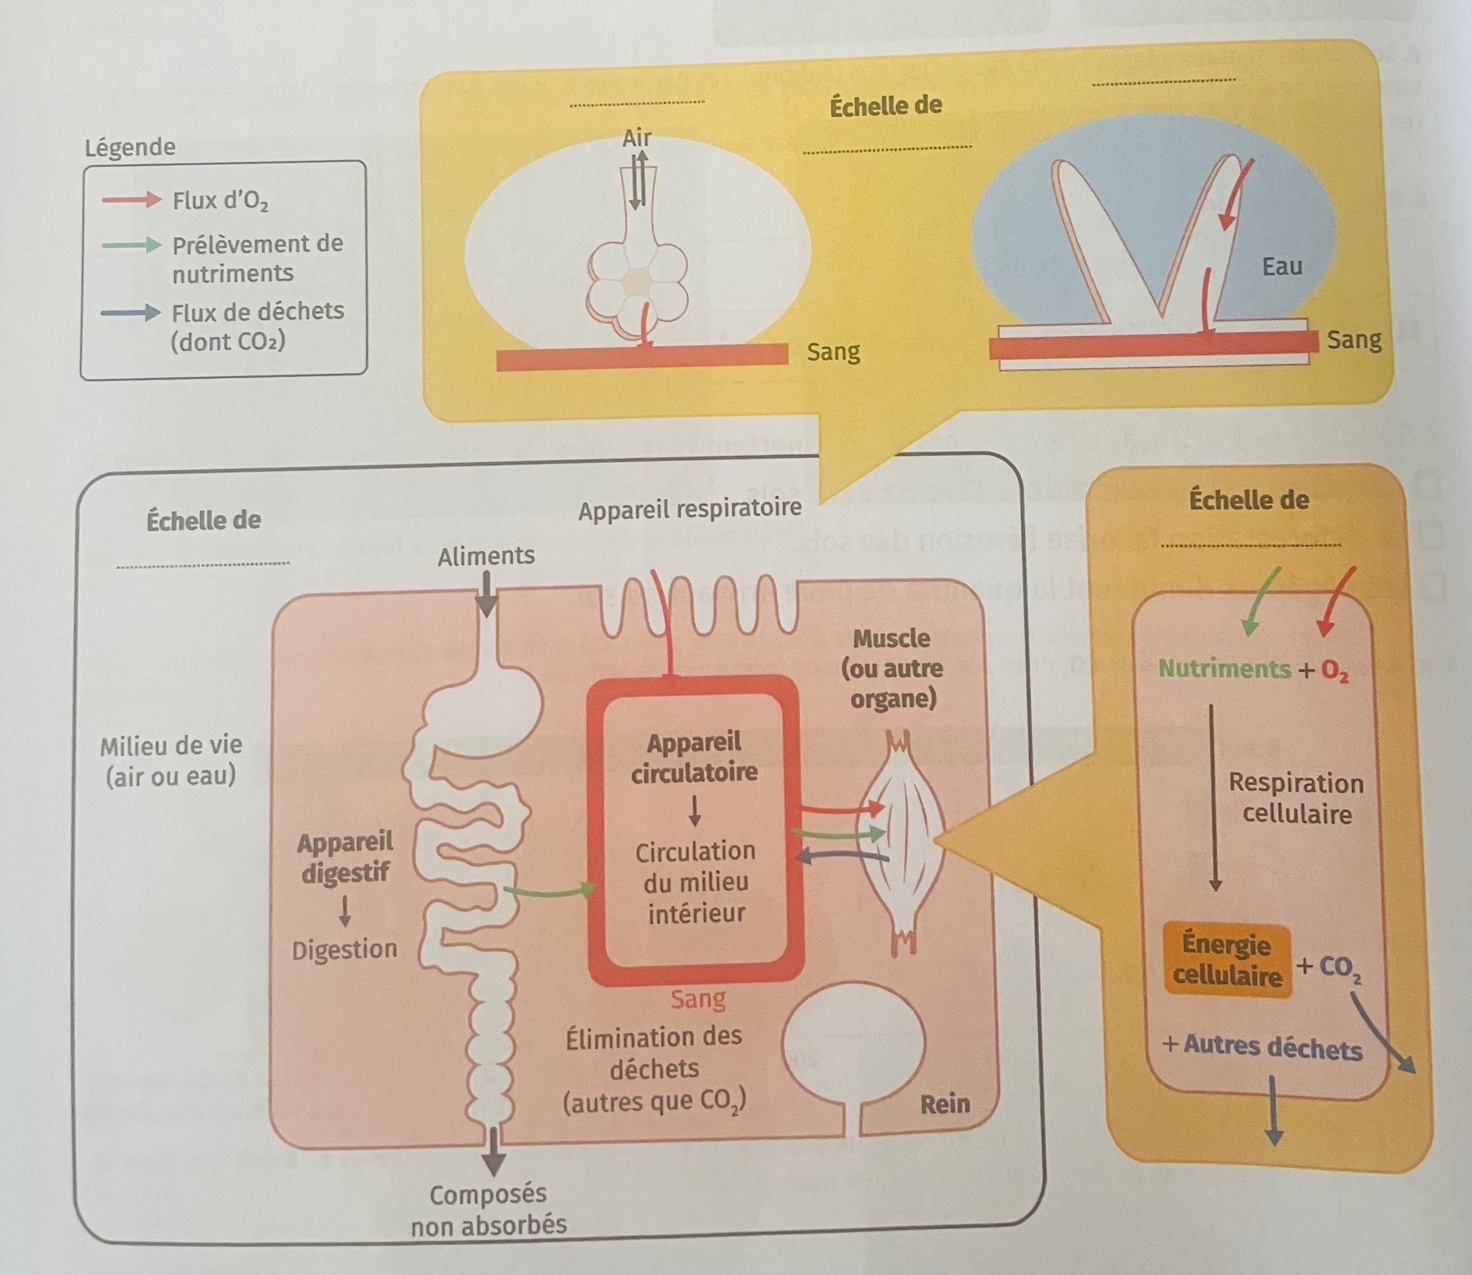 Légende
Flux d'O₂
Prélèvement de
nutriments
Flux de déchets
(dont CO₂)
Échelle de
Air
Sang
Eau
Sang
Échelle de
Appareil respiratoire
Aliments
Milieu de vie
(air ou eau)
Appareil
digestif
Digestion
Appareil
circulatoire
Circulation
du milieu
intérieur
Sang
Muscle
(ou autre
organe)
Élimination des
déchets
(autres que CO₂)
Rein
Composés
non absorbés
Échelle de
Nutriments + O₂
Respiration
cellulaire
Énergie
cellulaire
+ CO₂
+ Autres déchets